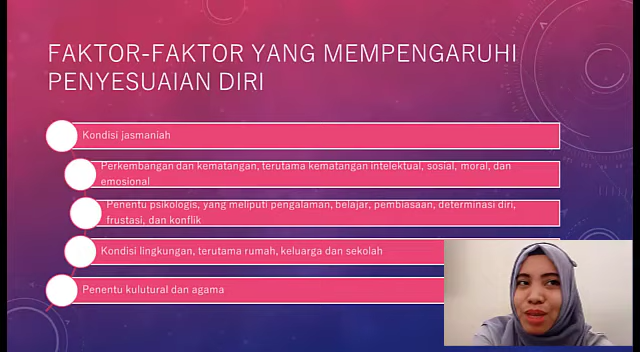 FAKTOR-FAKTOR YANG MEMPENGARUHI
PENYESUAIAN DIRI
Kondisi jasmaniah
Perkembangan dan kematangan, terutama kematangan intelektual, sosial, moral, dan
emosional
Penentu psikologis, yang meliputi pengalaman, belajar, pembiasaan, determinasi diri,
frustasi, dan konflik
Kondisi lingkungan, terutama rumah, keluarga dan sekolah
Penentu kulutural dan agama